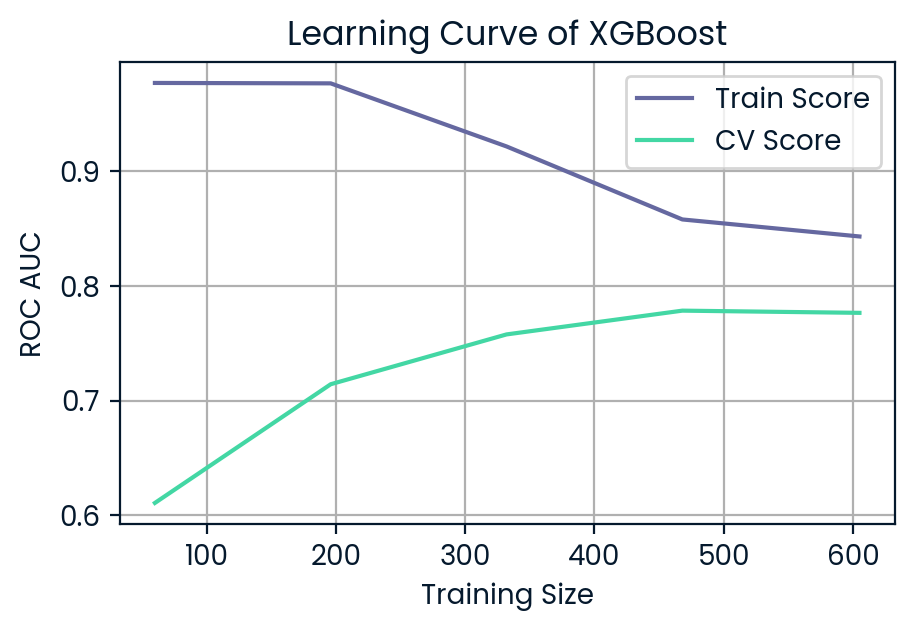 Learning Curve of XGBoost
Train Score
CV Score
ROC AUC
0.9
0.8
0.7
0.6
100 200 300 400 500 600
Training Size